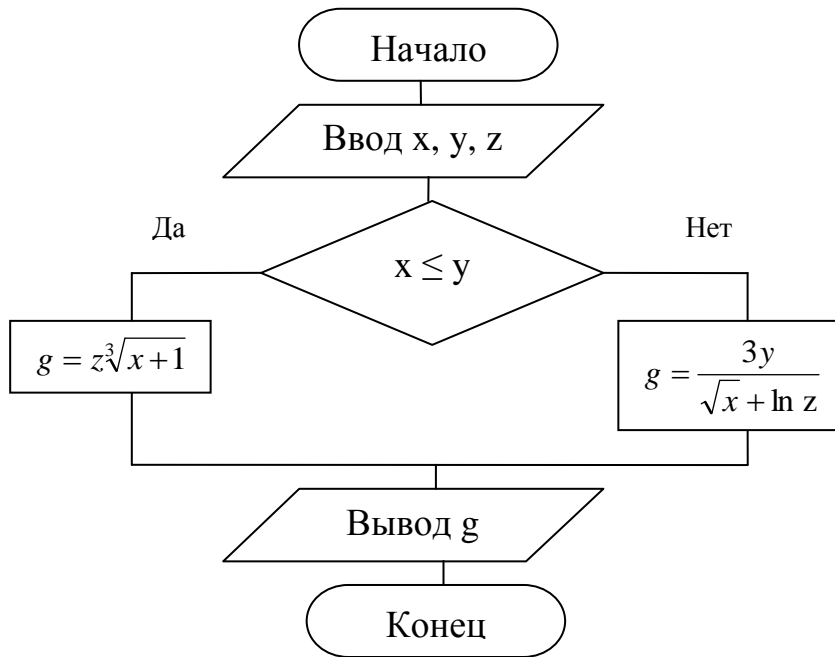 Начало
Ввод x, y, z
Да
Нет
x ≤ y
g = z∛(x+1)
g = 3y / (√x + ln z)
Вывод g
Конец